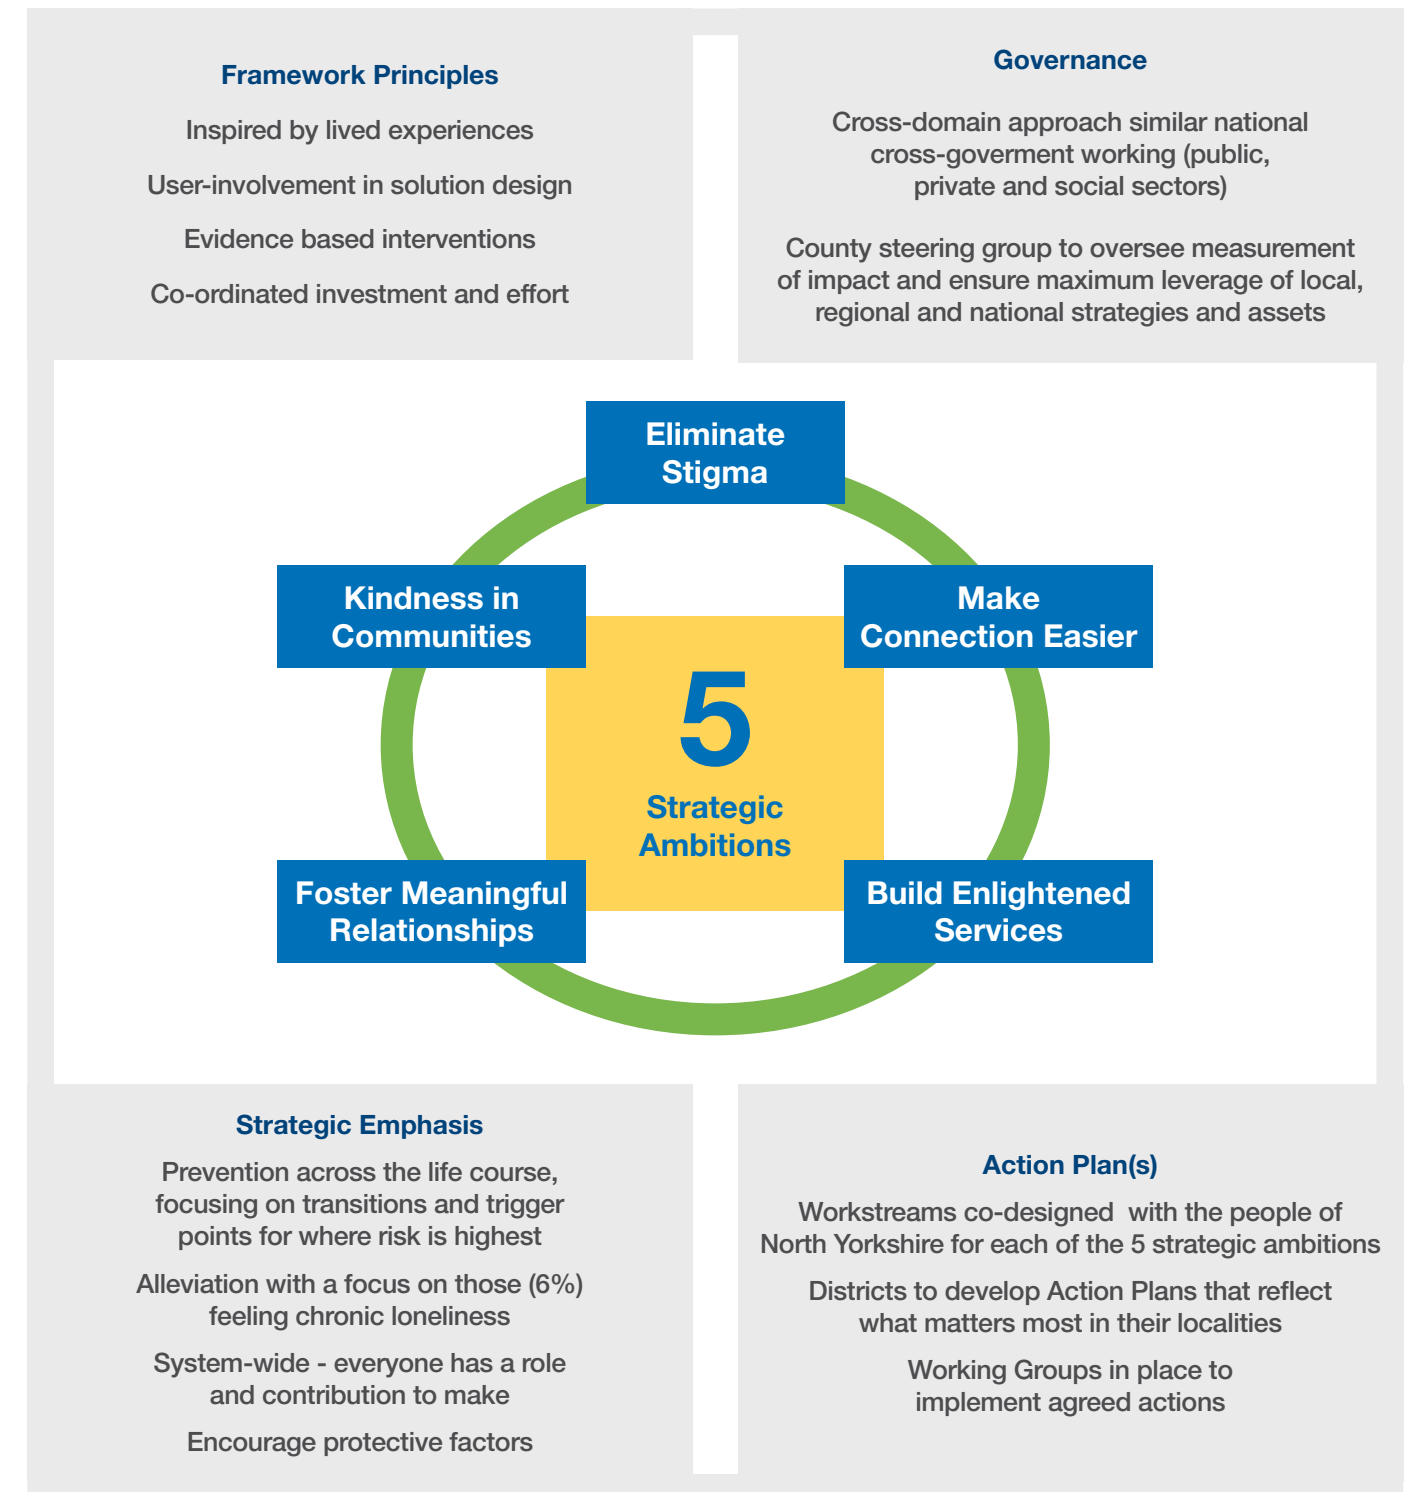 Framework Principles
Inspired by lived experiences
User-involvement in solution design
Evidence based interventions
Co-ordinated investment and effort
Governance
Cross-domain approach similar national
cross-goverment working (public,
private and social sectors)
County steering group to oversee measurement
of impact and ensure maximum leverage of local,
regional and national strategies and assets
Eliminate
Stigma
Kindness in
Communities
Make
Connection Easier
5
Strategic
Ambitions
Foster Meaningful
Relationships
Build Enlightened
Services
Strategic Emphasis
Prevention across the life course,
focusing on transitions and trigger
points for where risk is highest
Alleviation with a focus on those (6%)
feeling chronic loneliness
System-wide - everyone has a role
and contribution to make
Encourage protective factors
Action Plan(s)
Workstreams co-designed  with the people of
North Yorkshire for each of the 5 strategic ambitions
Districts to develop Action Plans that reflect
what matters most in their localities
Working Groups in place to
implement agreed actions